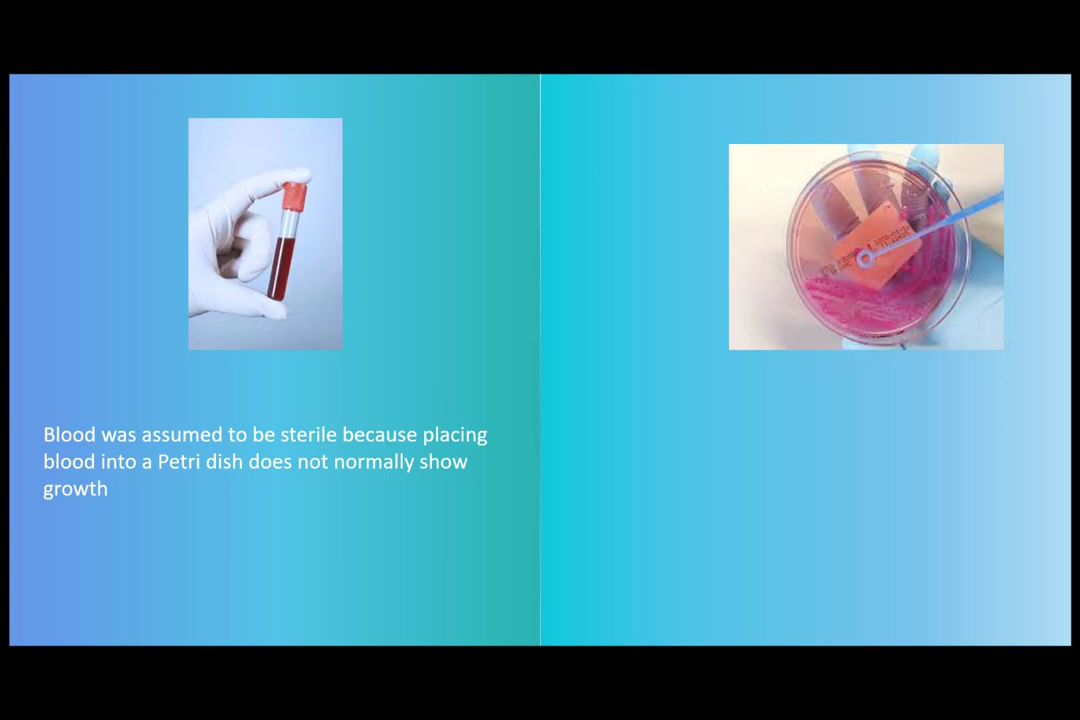 Blood was assumed to be sterile because placing
blood into a Petri dish does not normally show
growth